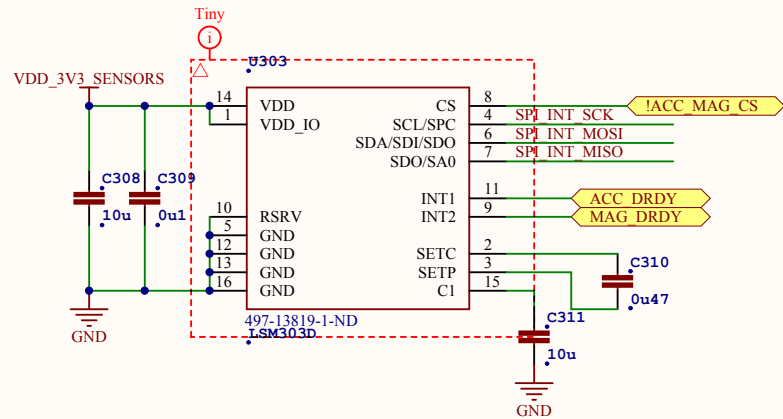 Tiny
i
U303
VDD_3V3_SENSORS
14 VDD
1 VDD_IO
10 RSRV
5 GND
12 GND
13 GND
16 GND
CS 8
SCL/SPC 4
SDA/SDI/SDO 6
SDO/SA0 7
INT1 11
INT2 9
SETC 2
SETP 3
C1 15
!ACC_MAG_CS
SPI_INT_SCK
SPI_INT_MOSI
SPI_INT_MISO
ACC_DRDY
MAG_DRDY
C308
10u
C309
0u1
C310
0u47
C311
10u
497-13819-1-ND
LSM303D
GND
GND